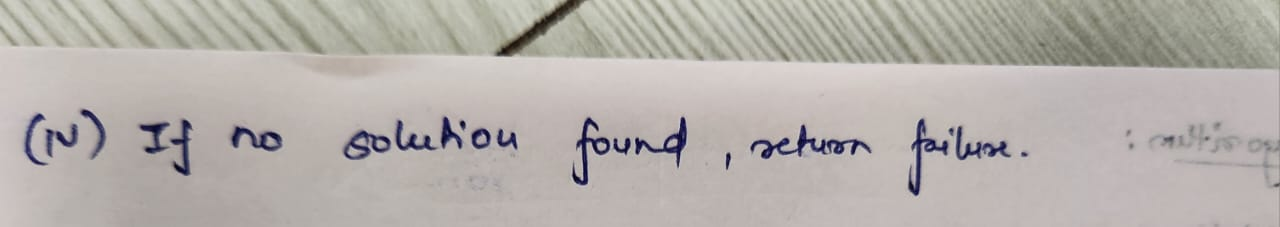 (IV) If no solution found, return failure.